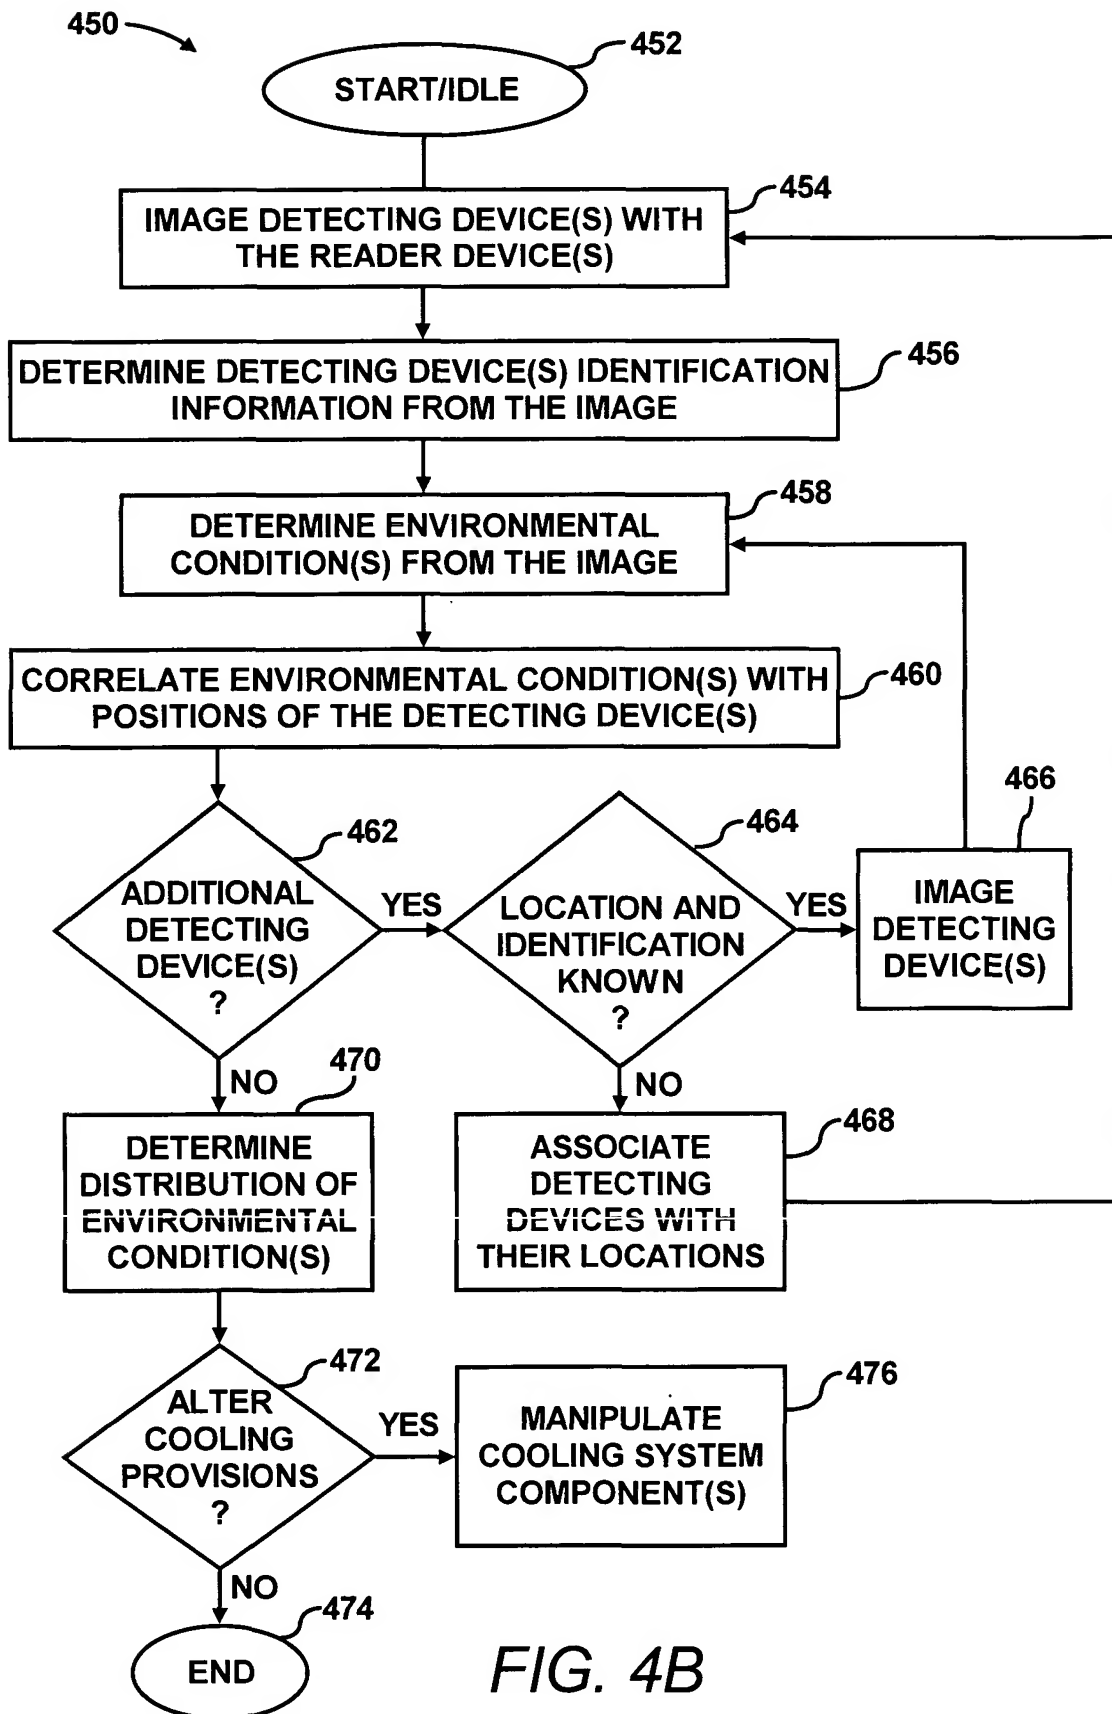 450
452
START/IDLE
454
IMAGE DETECTING DEVICE(S) WITH
THE READER DEVICE(S)
456
DETERMINE DETECTING DEVICE(S) IDENTIFICATION
INFORMATION FROM THE IMAGE
458
DETERMINE ENVIRONMENTAL
CONDITION(S) FROM THE IMAGE
460
CORRELATE ENVIRONMENTAL CONDITION(S) WITH
POSITIONS OF THE DETECTING DEVICE(S)
462
ADDITIONAL
DETECTING
DEVICE(S)
?
YES
464
LOCATION AND
IDENTIFICATION
KNOWN
?
YES
466
IMAGE
DETECTING
DEVICE(S)
NO
470
DETERMINE
DISTRIBUTION OF
ENVIRONMENTAL
CONDITION(S)
NO
468
ASSOCIATE
DETECTING
DEVICES WITH
THEIR LOCATIONS
472
ALTER
COOLING
PROVISIONS
?
YES
476
MANIPULATE
COOLING SYSTEM
COMPONENT(S)
NO
474
END
FIG. 4B